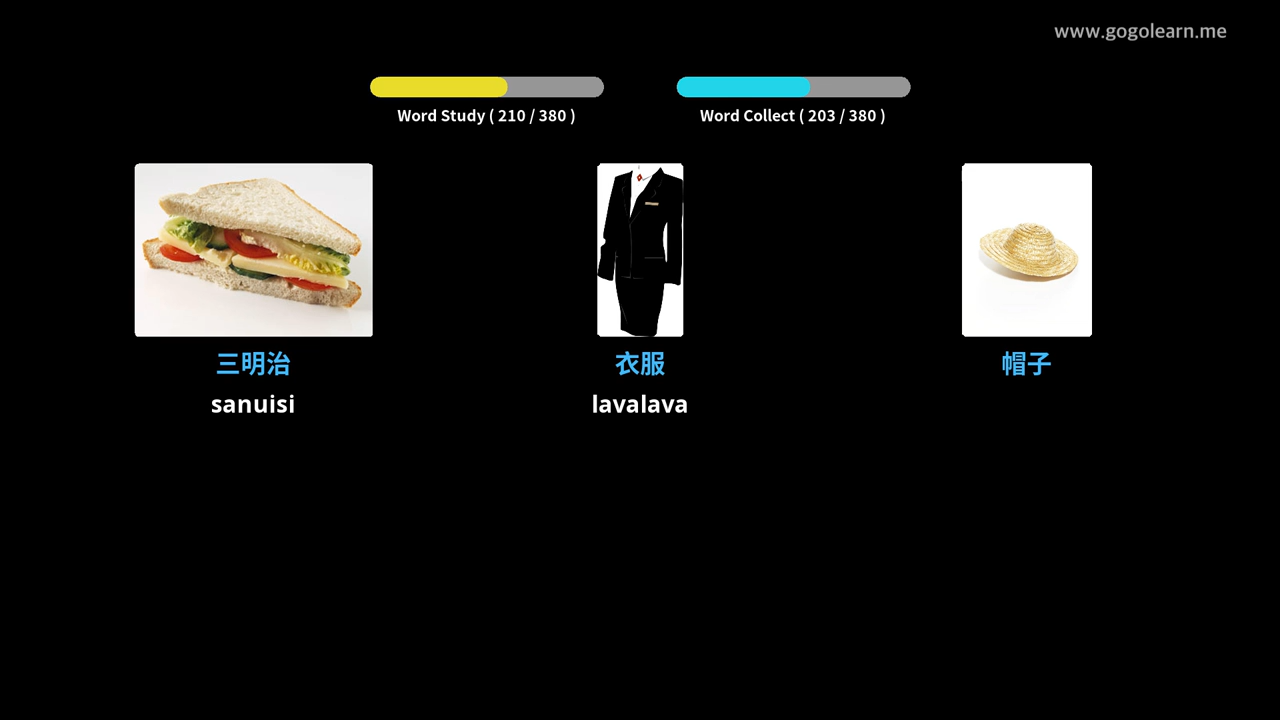 www.gogolearn.me
Word Study ( 210 / 380 )
Word Collect ( 203 / 380 )
三明治
衣服
帽子
sanuisi
lavalava